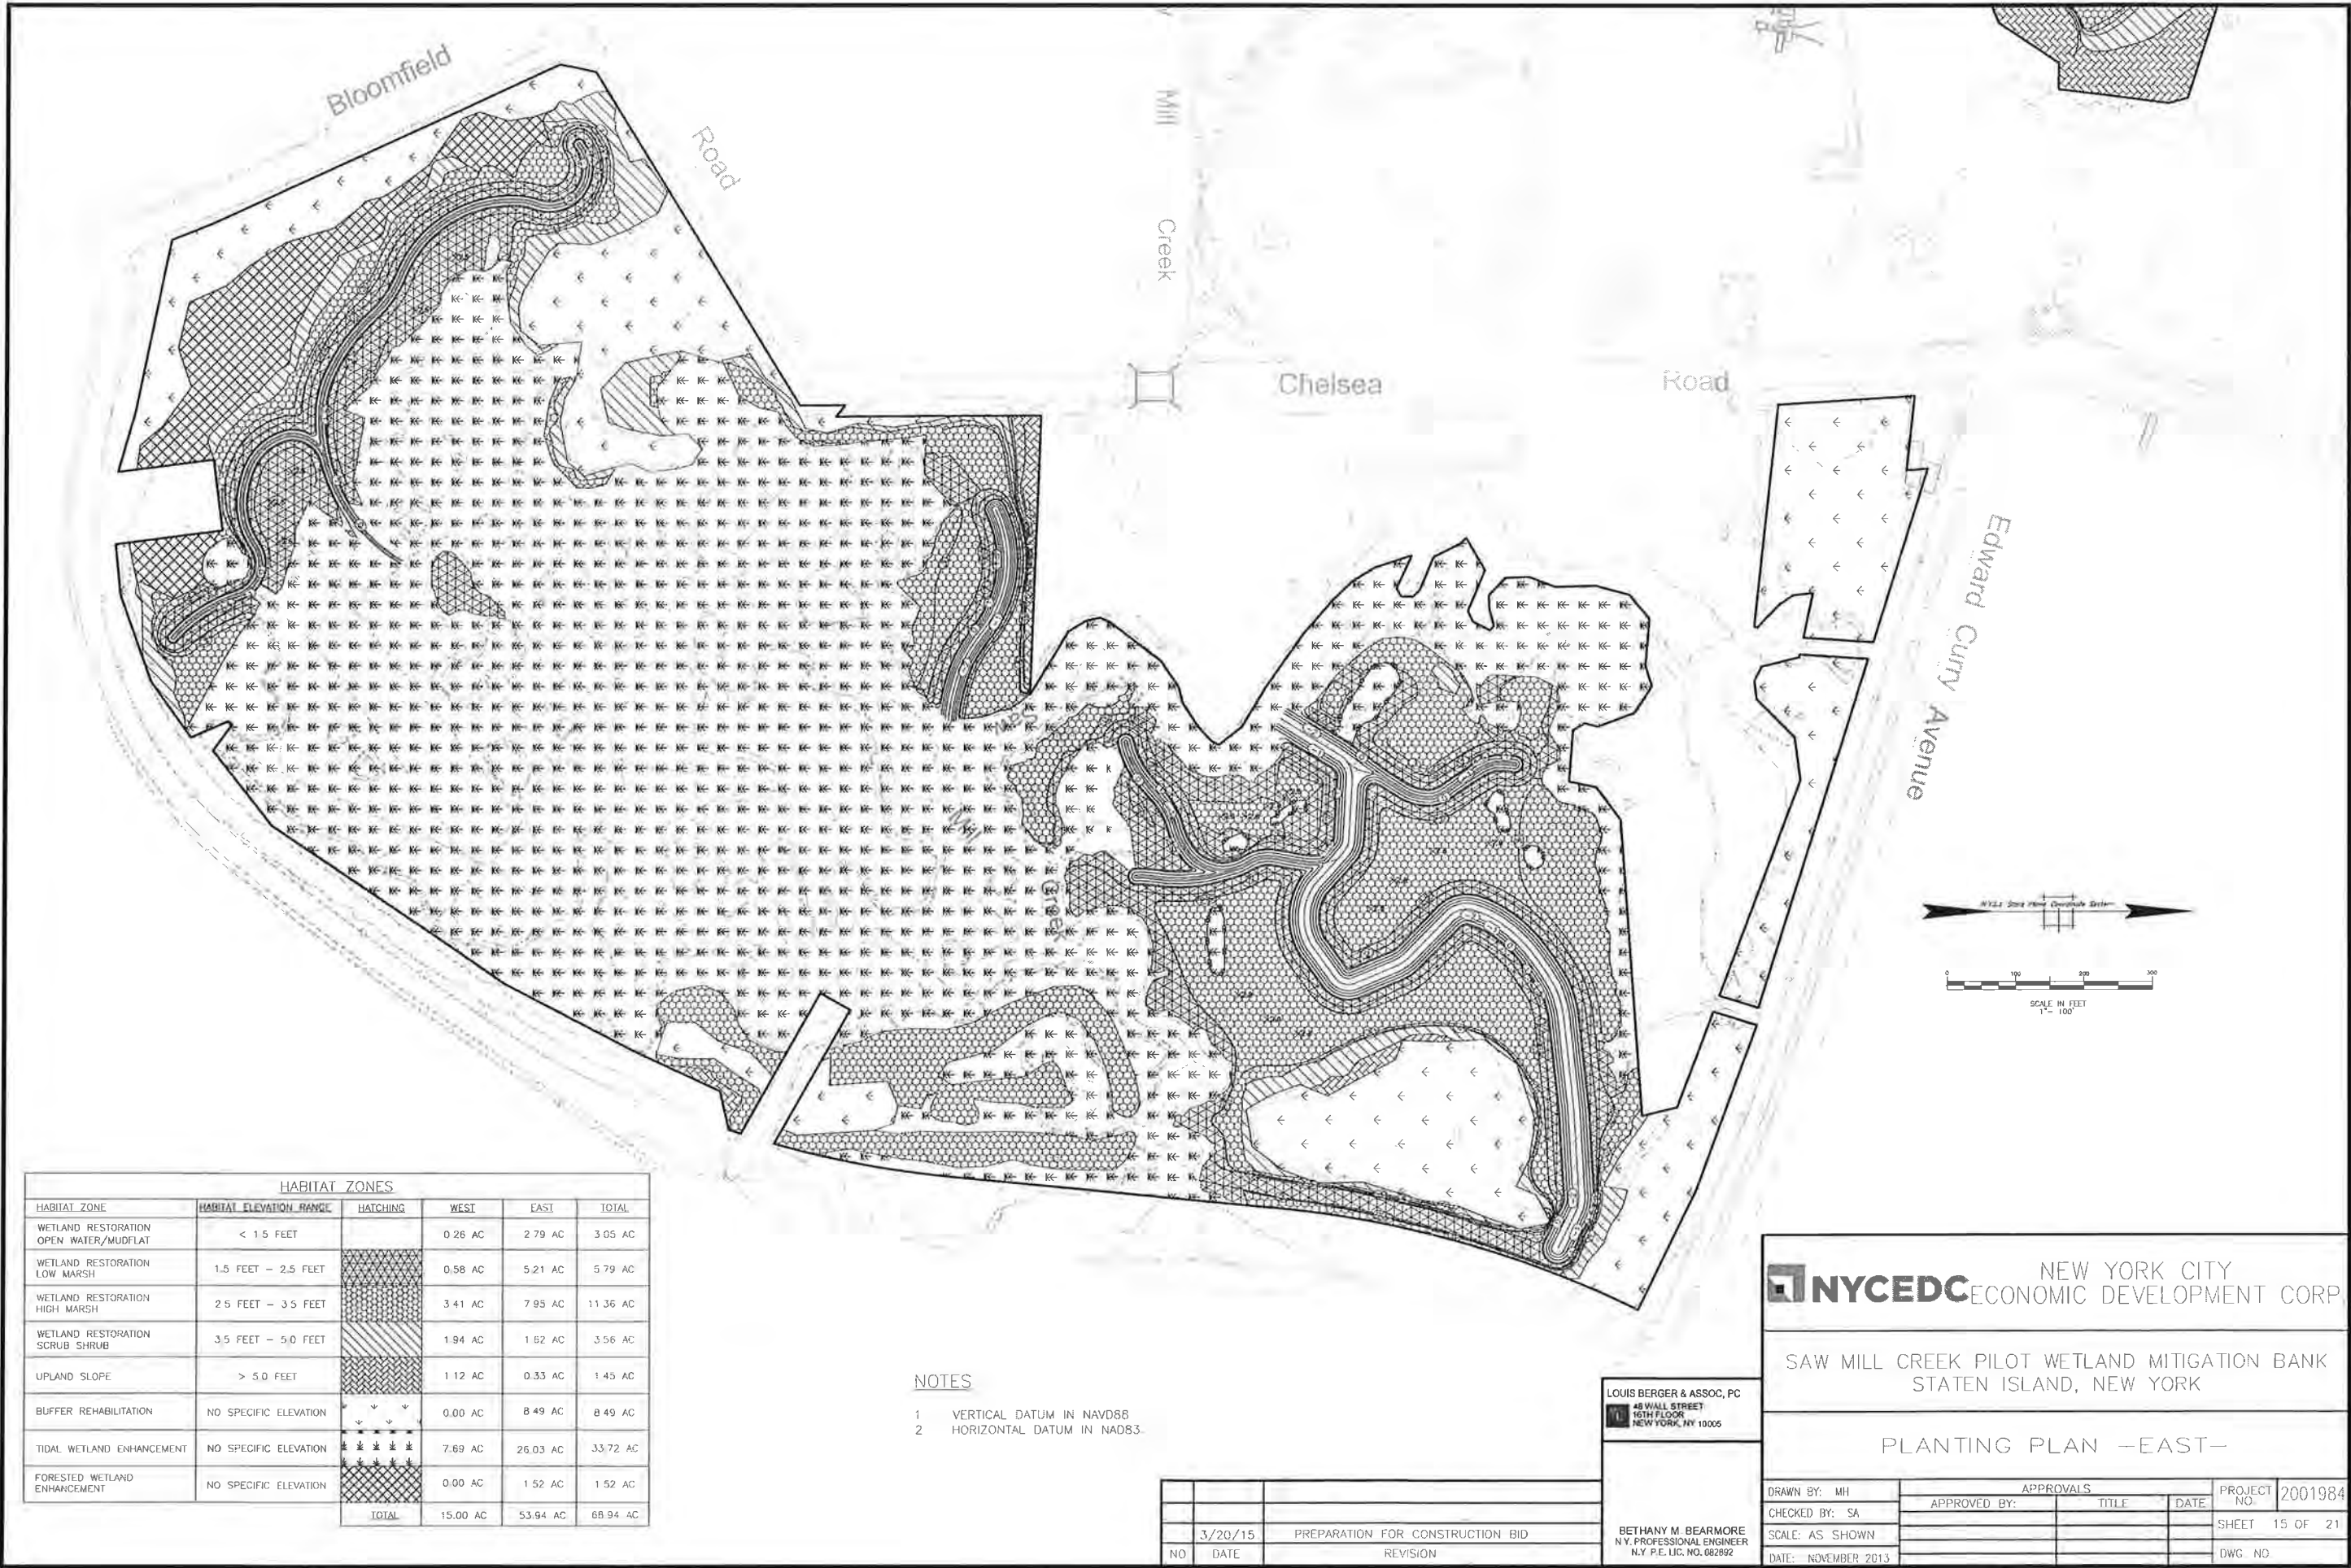 Bloomfield
Road
Mill
Creek
Chelsea
Road
Edward Curry Avenue
Mill
Creek
N.Y.L.I. State Plane Coordinate System
0 100 200 300
SCALE IN FEET
1"= 100'
HABITAT ZONES
HABITAT ZONE HABITAT ELEVATION RANGE HATCHING WEST EAST TOTAL
WETLAND RESTORATION
OPEN WATER/MUDFLAT < 1.5 FEET 0.26 AC 2.79 AC 3.05 AC
WETLAND RESTORATION
LOW MARSH 1.5 FEET - 2.5 FEET 0.58 AC 5.21 AC 5.79 AC
WETLAND RESTORATION
HIGH MARSH 2.5 FEET - 3.5 FEET 3.41 AC 7.95 AC 11.36 AC
WETLAND RESTORATION
SCRUB SHRUB 3.5 FEET - 5.0 FEET 1.94 AC 1.62 AC 3.56 AC
UPLAND SLOPE > 5.0 FEET 1.12 AC 0.33 AC 1.45 AC
BUFFER REHABILITATION NO SPECIFIC ELEVATION 0.00 AC 8.49 AC 8.49 AC
TIDAL WETLAND ENHANCEMENT NO SPECIFIC ELEVATION 7.69 AC 26.03 AC 33.72 AC
FORESTED WETLAND
ENHANCEMENT NO SPECIFIC ELEVATION 0.00 AC 1.52 AC 1.52 AC
TOTAL 15.00 AC 53.94 AC 68.94 AC
NOTES
1 VERTICAL DATUM IN NAVD88
2 HORIZONTAL DATUM IN NAD83.
3/20/15 PREPARATION FOR CONSTRUCTION BID
NO DATE REVISION
LOUIS BERGER & ASSOC, PC
48 WALL STREET
16TH FLOOR
NEW YORK, NY 10005
BETHANY M. BEARMORE
N.Y. PROFESSIONAL ENGINEER
N.Y. P.E. LIC. NO. 082692
NYCEDC NEW YORK CITY
ECONOMIC DEVELOPMENT CORP.
SAW MILL CREEK PILOT WETLAND MITIGATION BANK
STATEN ISLAND, NEW YORK
PLANTING PLAN -EAST-
DRAWN BY: MH
CHECKED BY: SA
SCALE: AS SHOWN
DATE: NOVEMBER 2013
APPROVALS
APPROVED BY: TITLE DATE
PROJECT NO. 2001984
SHEET 15 OF 21
DWG NO